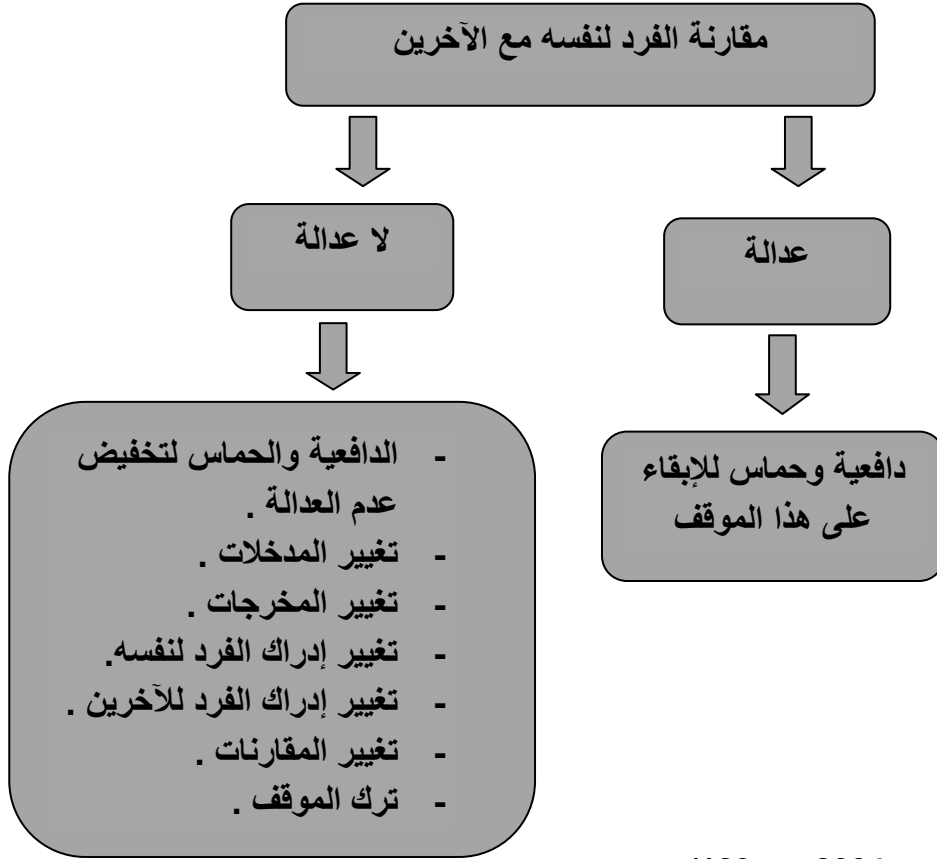 مقارنة الفرد لنفسه مع الآخرين
عدالة
لا عدالة
دافعية وحماس للإبقاء
على هذا الموقف
- الدافعية والحماس لتخفيض
عدم العدالة .
- تغيير المدخلات .
- تغيير المخرجات .
- تغيير إدراك الفرد لنفسه.
- تغيير إدراك الفرد للآخرين .
- تغيير المقارنات .
- ترك الموقف .